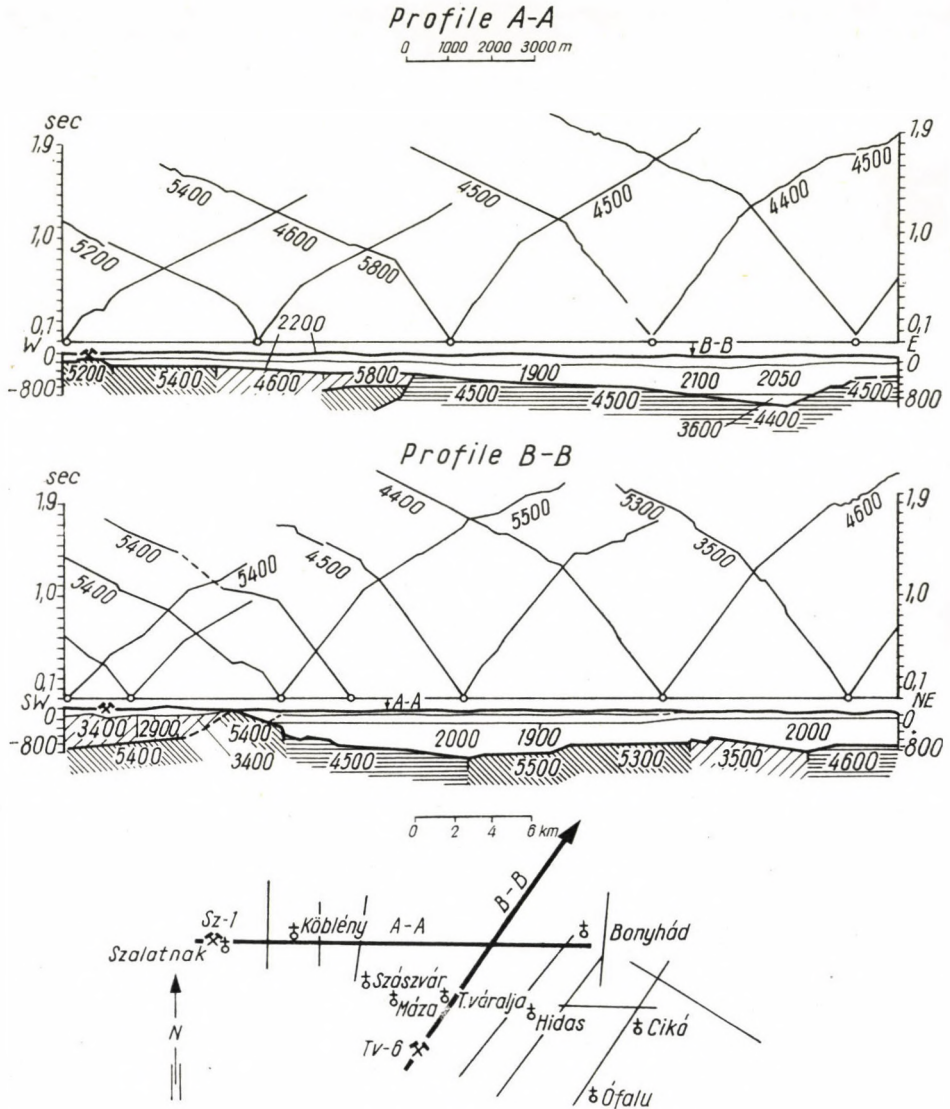 Profile A-A
0 1000 2000 3000 m
sec
1,9
1,0
0,1
W
0
-800
1,9
1,0
0,1
E
0
800
5200
5400
4600
5800
4500
4500
4400
4500
2200
B-B
5200
5400
4600
5800
4500
1900
4500
2100
2050
3600
4400
4500
Profile B-B
sec
1,9
1,0
0,1
SW
0
-800
1,9
1,0
0,1
NE
0
800
5400
5400
5400
4500
4400
5500
5300
3500
4600
A-A
3400
2900
5400
5400
3400
4500
2000
1900
5500
5300
3500
2000
4600
0 2 4 6 km
B-B
Sz-1
Köblény
A-A
Bonyhád
Szalatnak
Szászvár
Máza
T.váralja
Hidas
Cikó
N
Tv-6
Ófalu